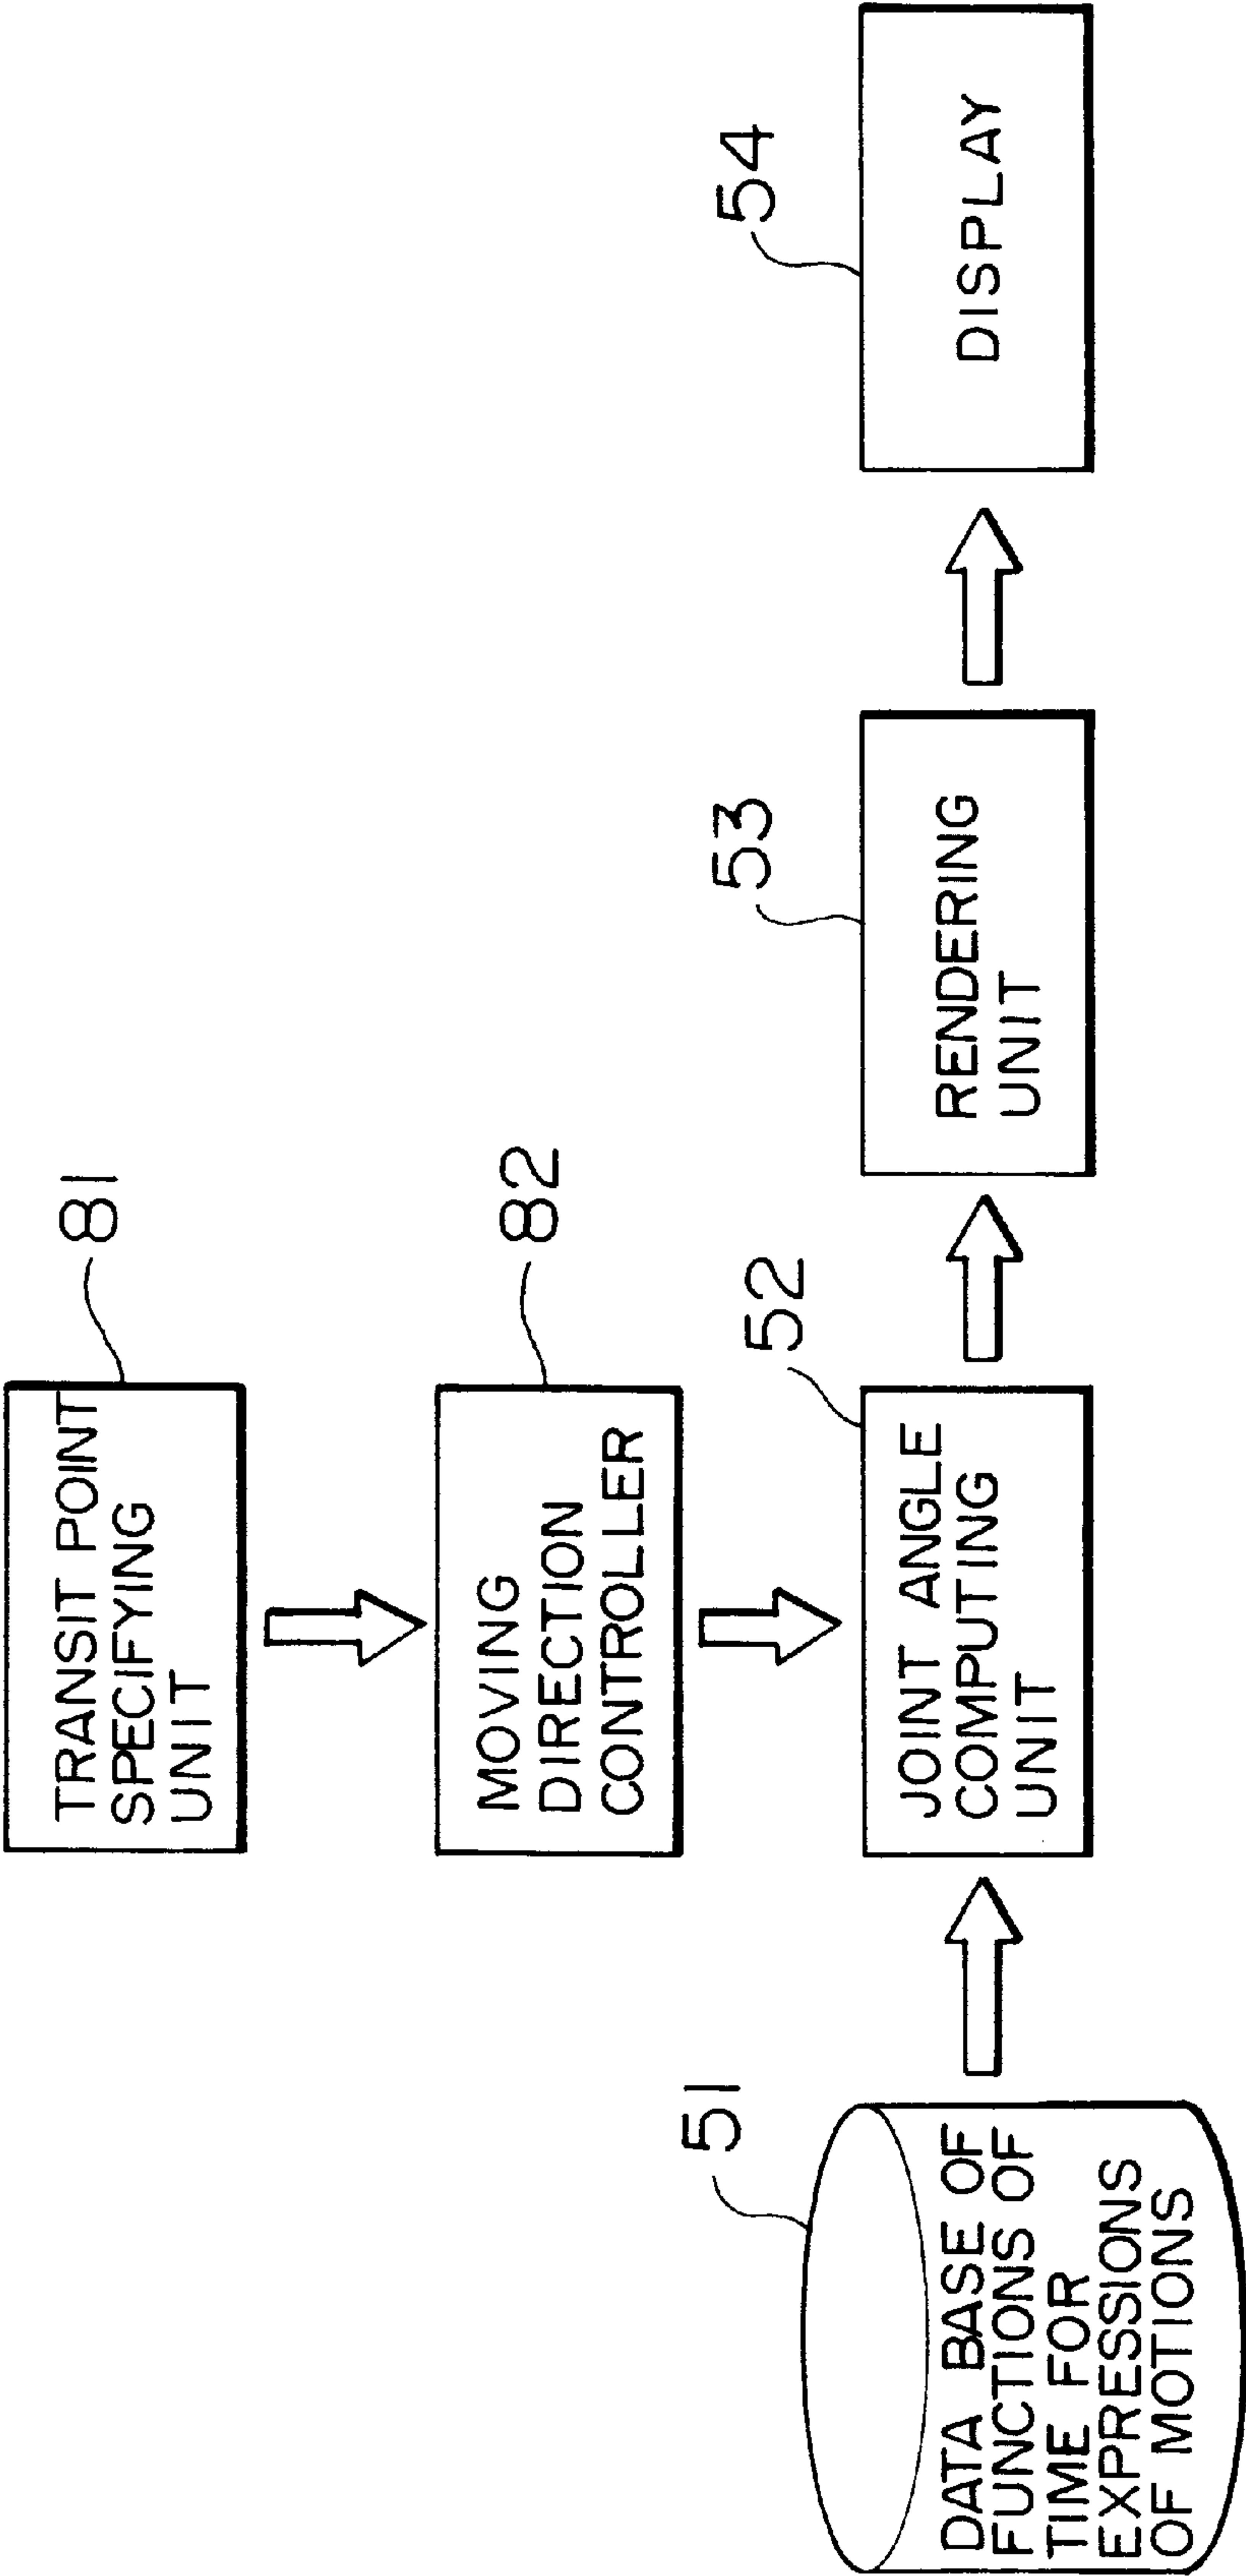 81
TRANSIT POINT
SPECIFYING
UNIT
82
MOVING
DIRECTION
CONTROLLER
51
DATA BASE OF
FUNCTIONS OF
TIME FOR
EXPRESSIONS
OF MOTIONS
52
JOINT ANGLE
COMPUTING
UNIT
53
RENDERING
UNIT
54
DISPLAY